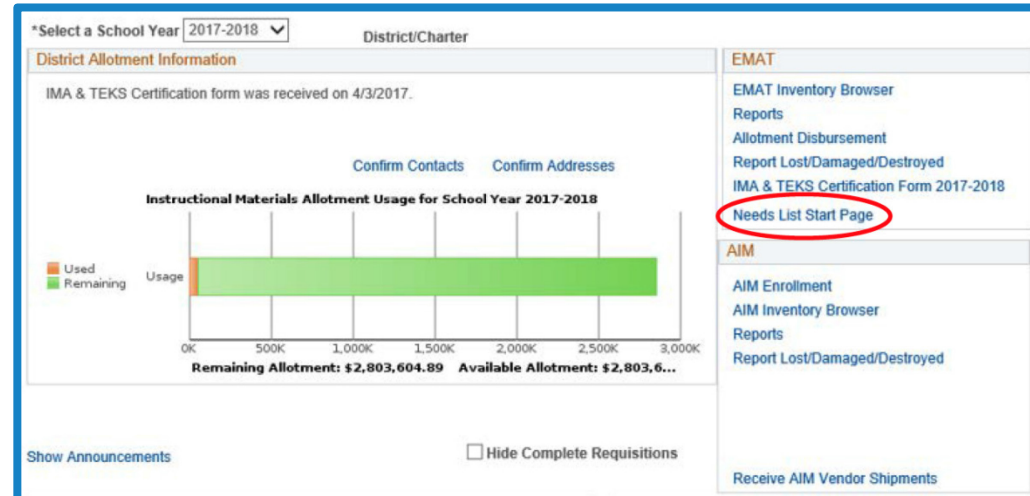 *Select a School Year 2017-2018 District/Charter
District Allotment Information
IMA & TEKS Certification form was received on 4/3/2017.
Confirm Contacts Confirm Addresses
Instructional Materials Allotment Usage for School Year 2017-2018
Used
Remaining
Usage
0K 500K 1,000K 1,500K 2,000K 2,500K 3,000K
Remaining Allotment: $2,803,604.89 Available Allotment: $2,803,6...
Show Announcements
Hide Complete Requisitions
EMAT
EMAT Inventory Browser
Reports
Allotment Disbursement
Report Lost/Damaged/Destroyed
IMA & TEKS Certification Form 2017-2018
Needs List Start Page
AIM
AIM Enrollment
AIM Inventory Browser
Reports
Report Lost/Damaged/Destroyed
Receive AIM Vendor Shipments